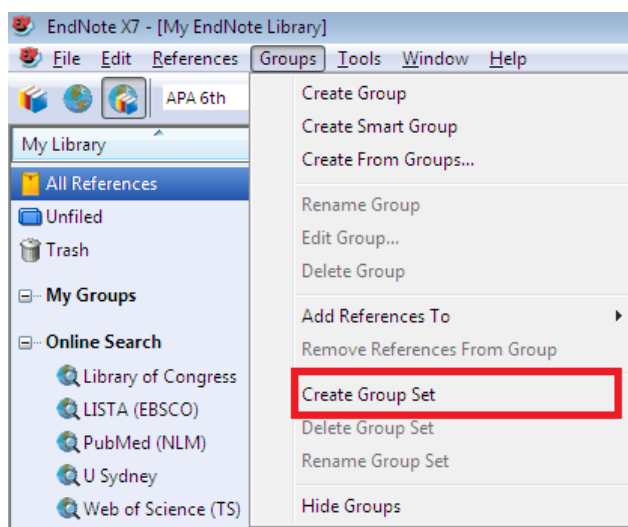 EndNote X7 - [My EndNote Library]
File Edit References Groups Tools Window Help
APA 6th
My Library
All References
Unfiled
Trash
My Groups
Online Search
Library of Congress
LISTA (EBSCO)
PubMed (NLM)
U Sydney
Web of Science (TS)
Create Group
Create Smart Group
Create From Groups...
Rename Group
Edit Group...
Delete Group
Add References To
Remove References From Group
Create Group Set
Delete Group Set
Rename Group Set
Hide Groups